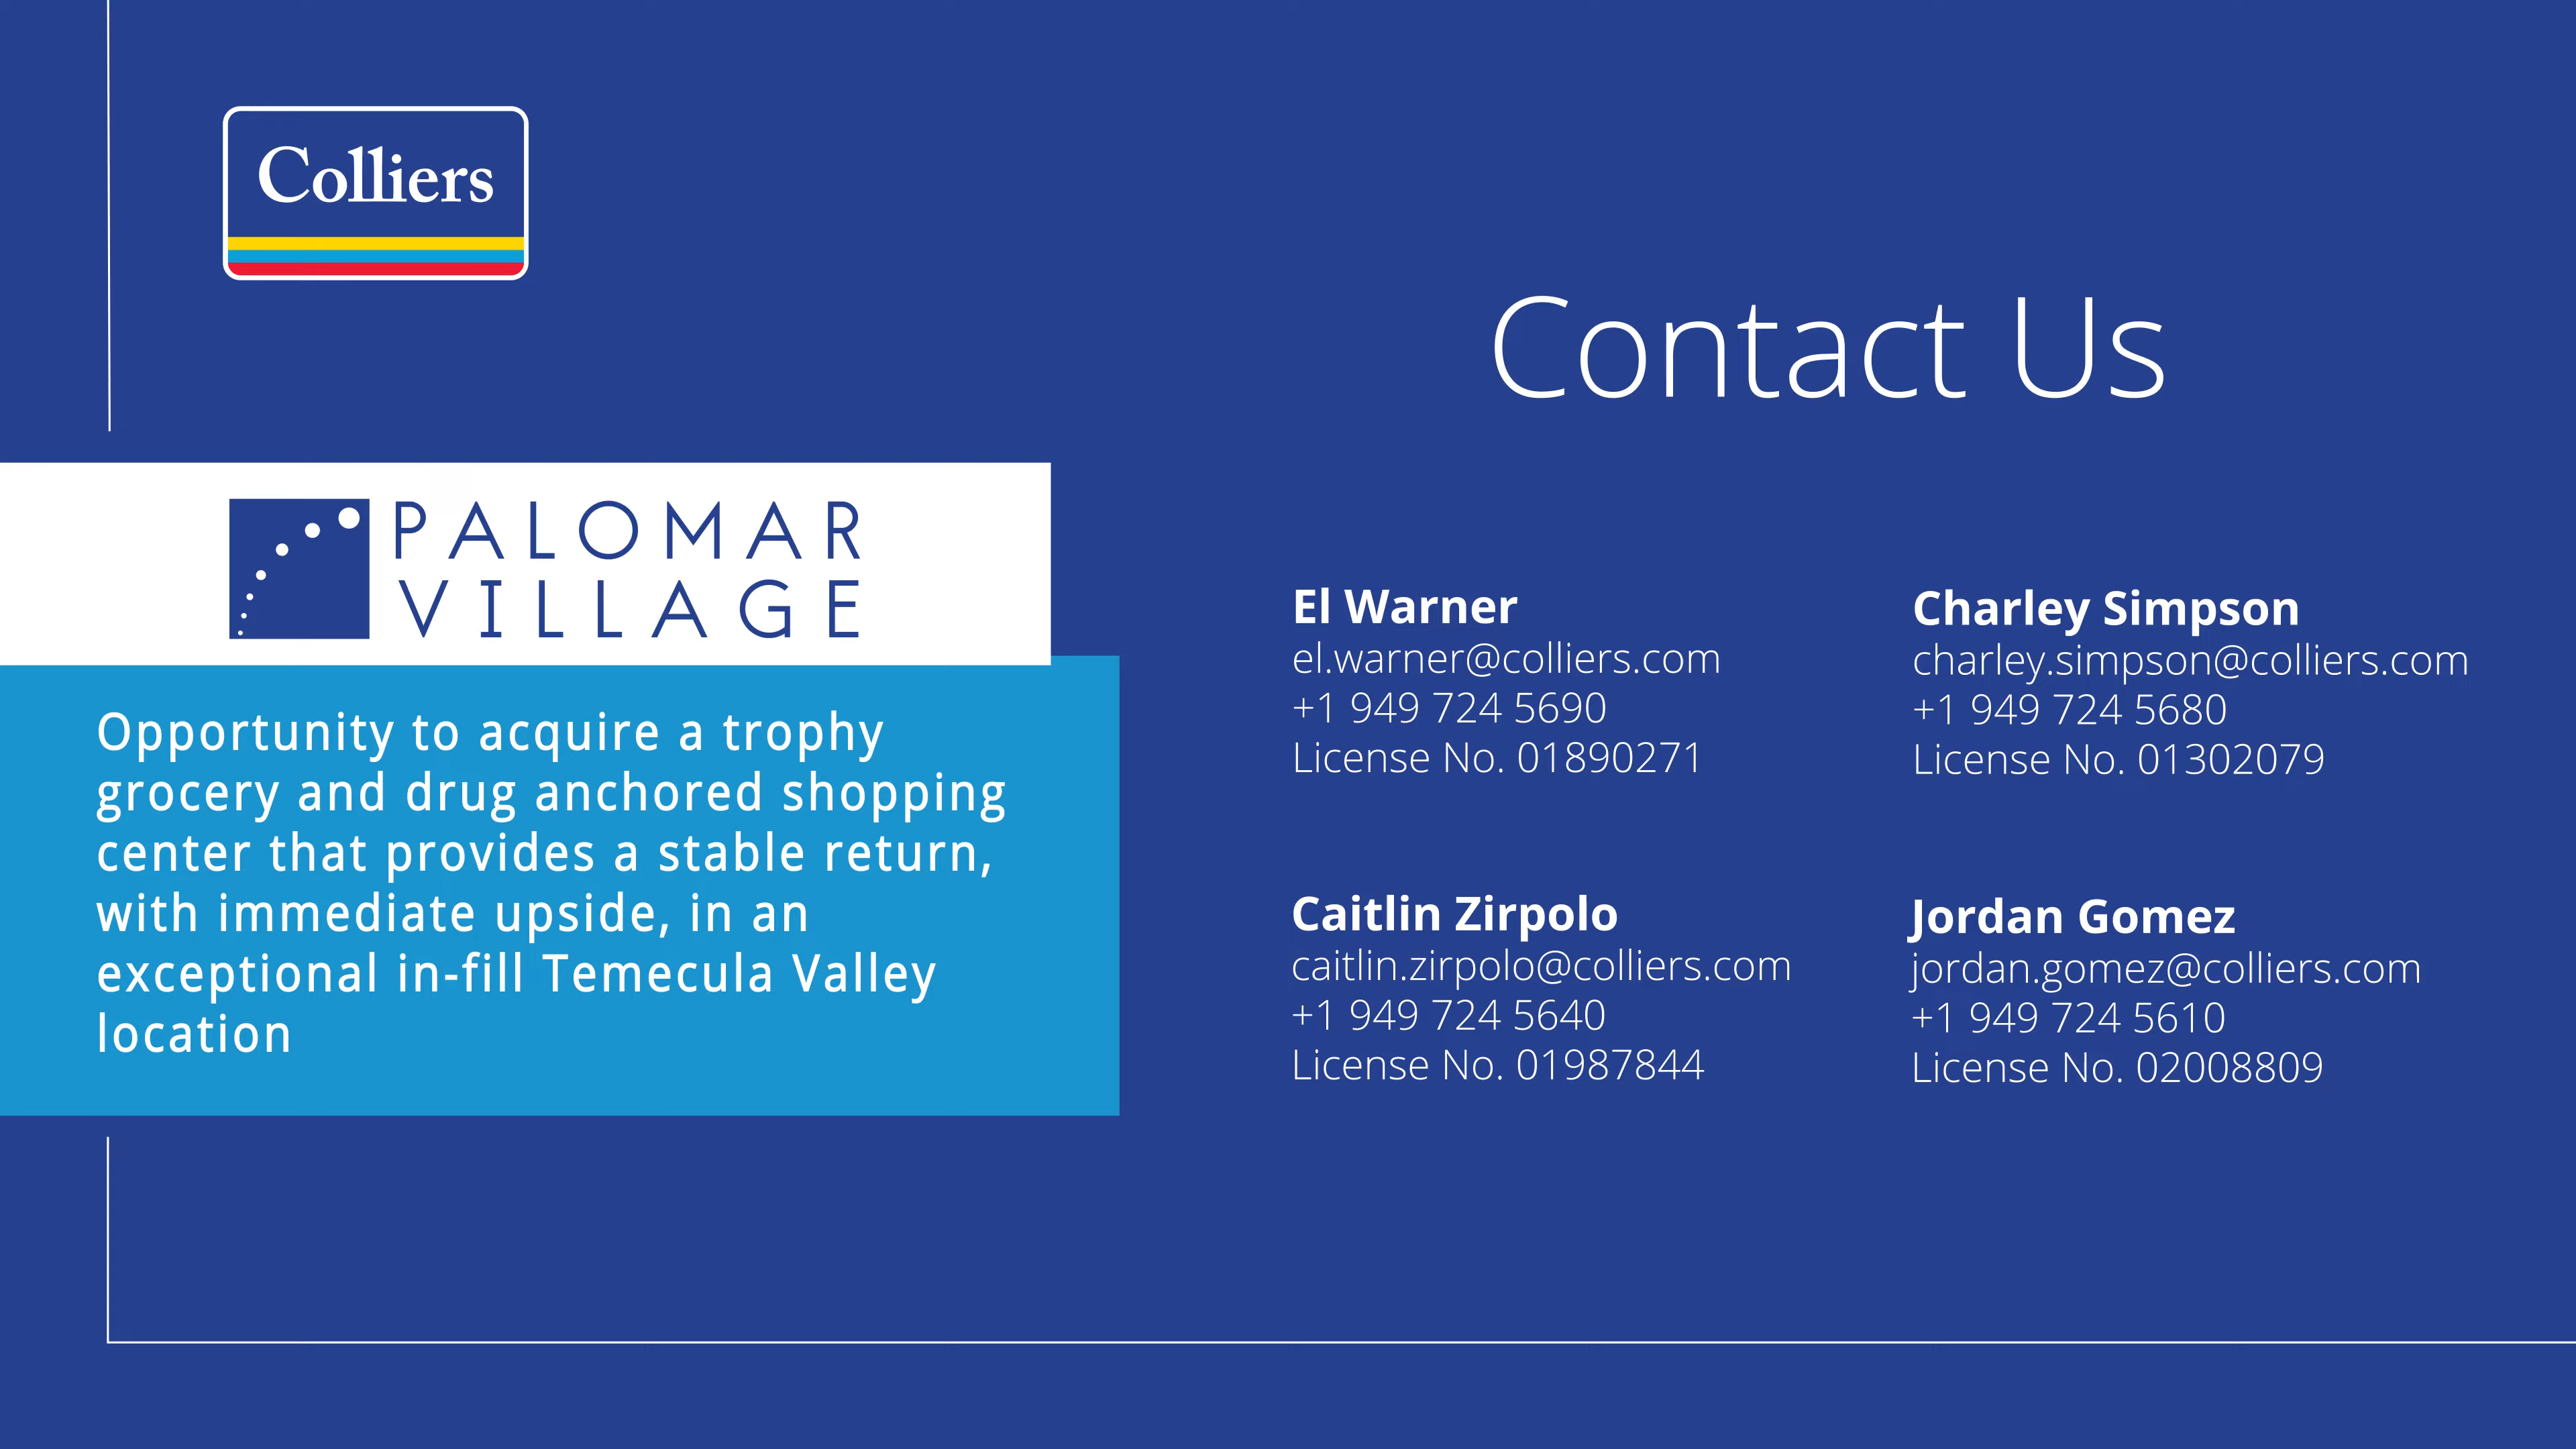 Colliers
PALOMAR
VILLAGE
Opportunity to acquire a trophy
grocery and drug anchored shopping
center that provides a stable return,
with immediate upside, in an
exceptional in-fill Temecula Valley
location
Contact Us
El Warner
el.warner@colliers.com
+1 949 724 5690
License No. 01890271
Charley Simpson
charley.simpson@colliers.com
+1 949 724 5680
License No. 01302079
Caitlin Zirpolo
caitlin.zirpolo@colliers.com
+1 949 724 5640
License No. 01987844
Jordan Gomez
jordan.gomez@colliers.com
+1 949 724 5610
License No. 02008809